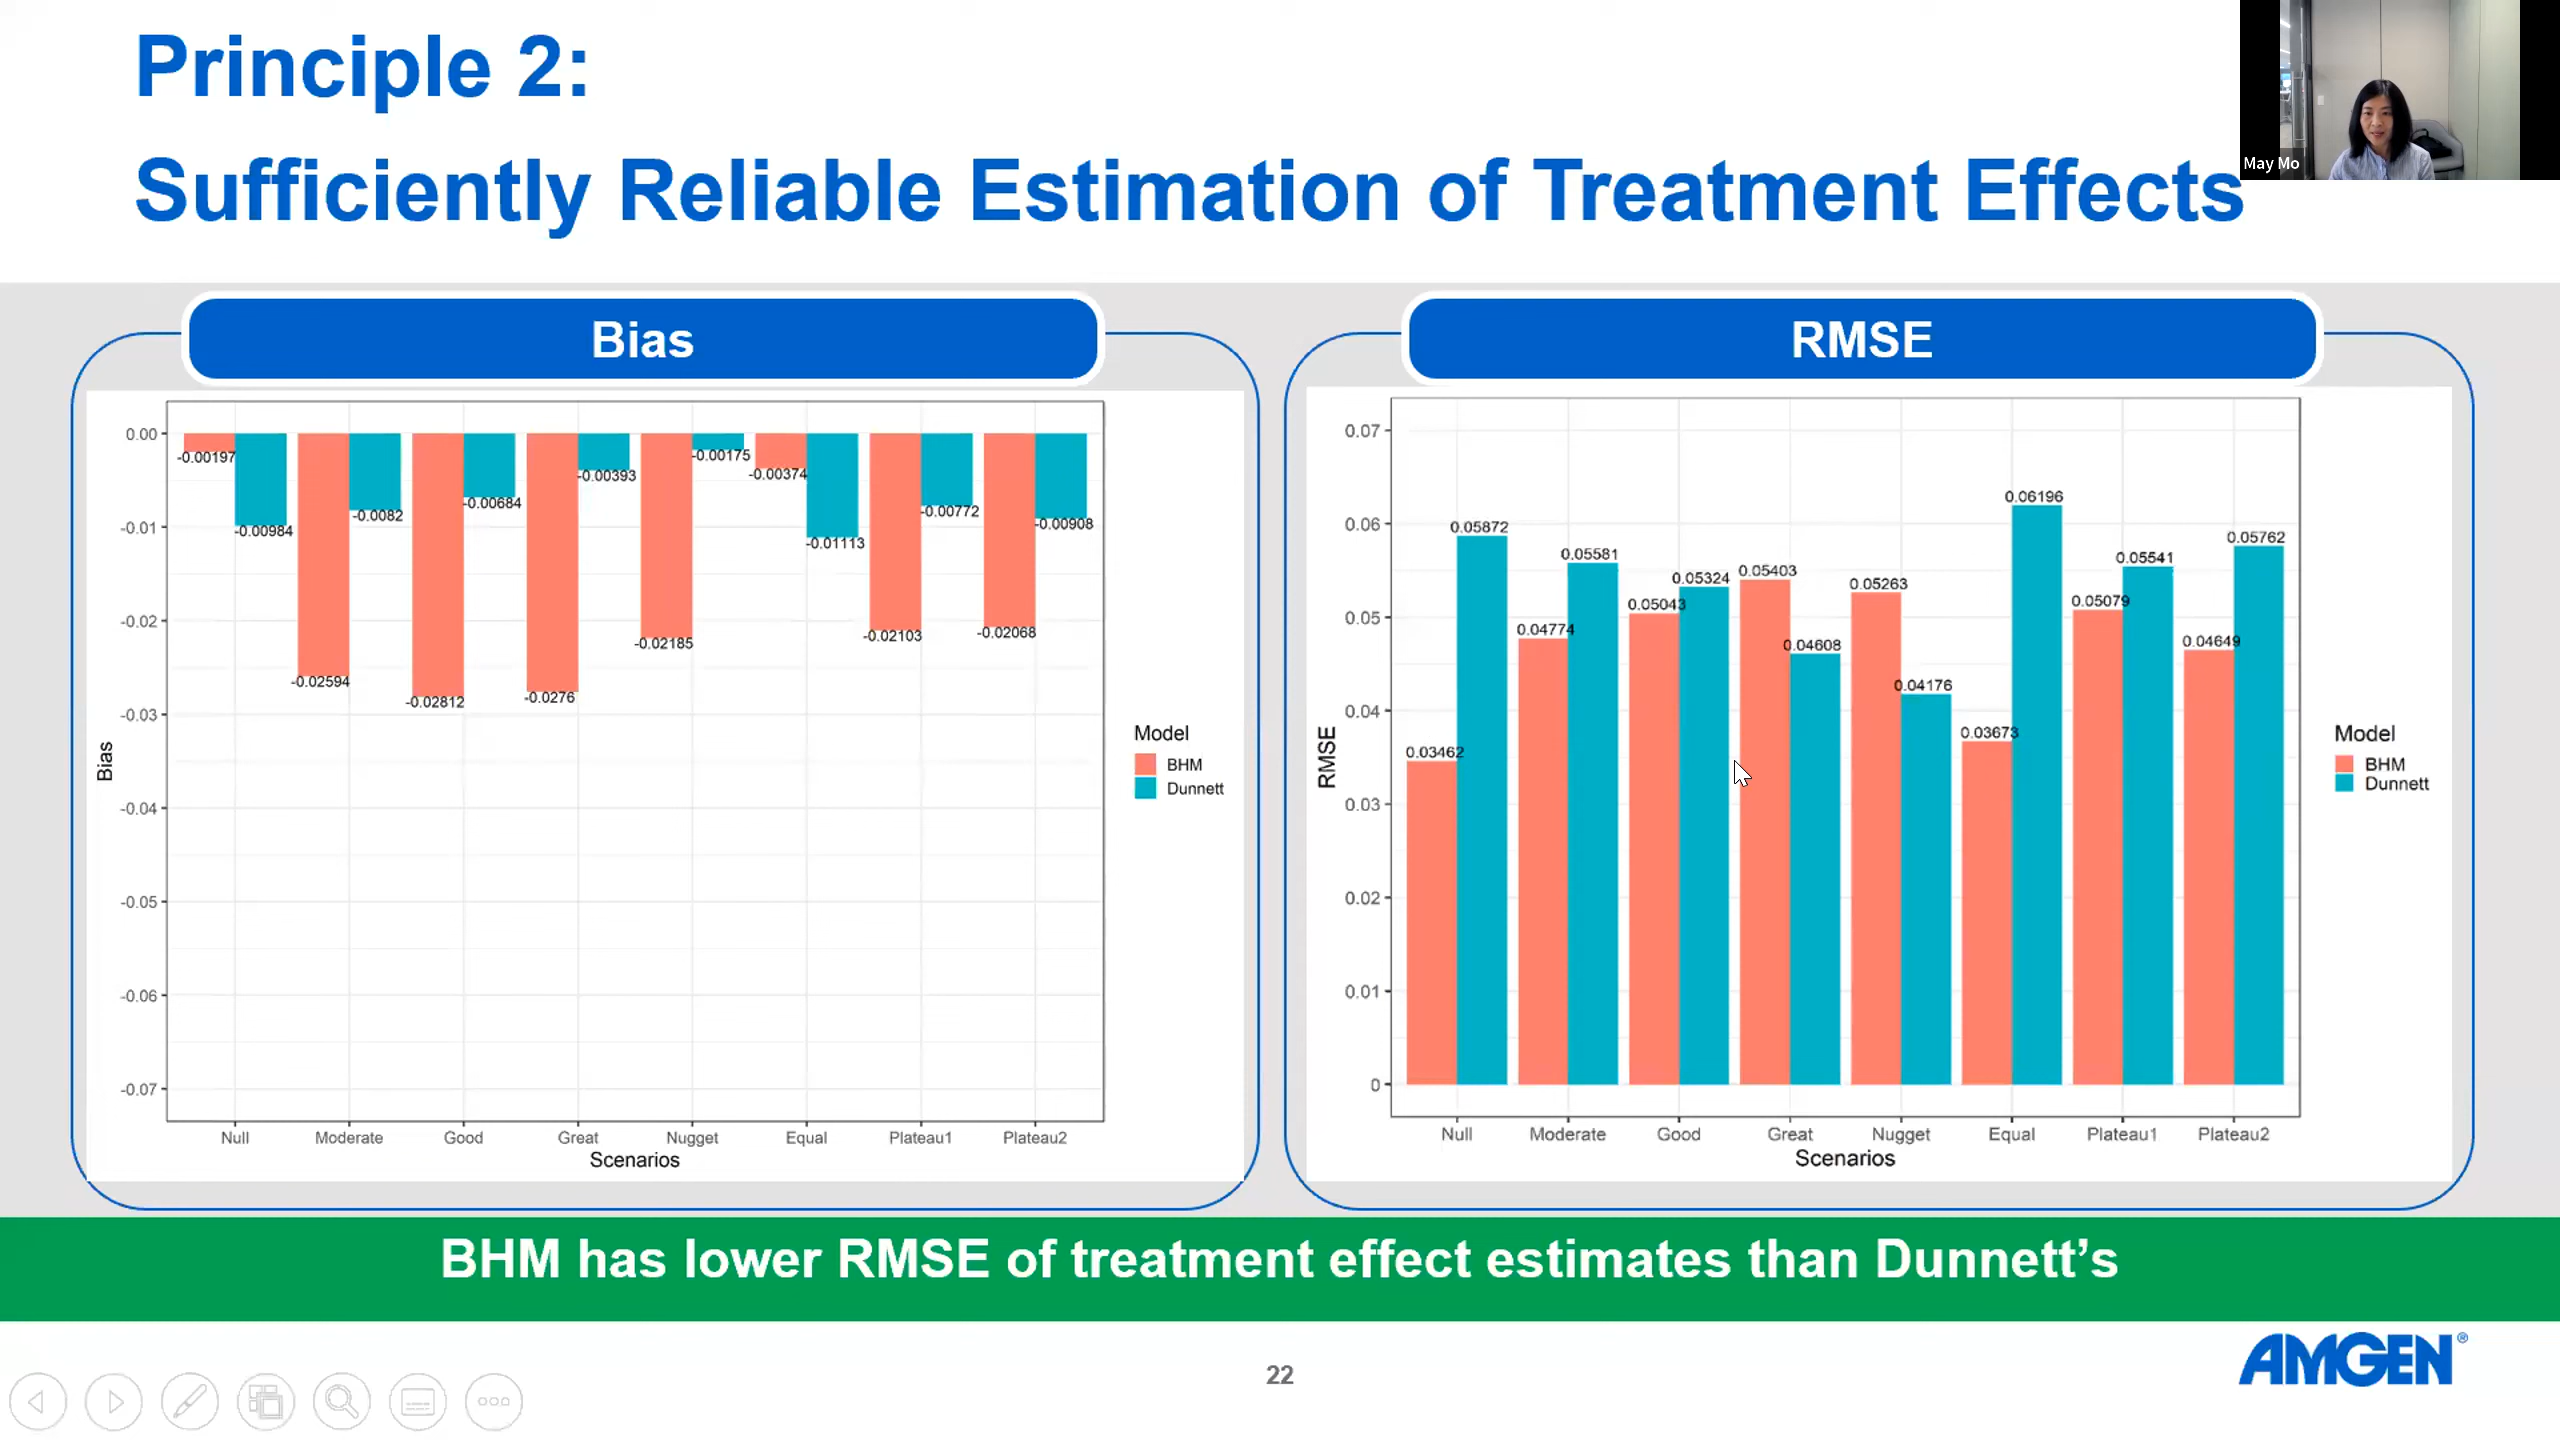 Principle 2:
Sufficiently Reliable Estimation of Treatment Effects
May Mo
Bias
0.00
-0.01
-0.02
-0.03
-0.04
-0.05
-0.06
-0.07
Bias
-0.00197
-0.00984
-0.02594
-0.0082
-0.02812
-0.00684
-0.0276
-0.00393
-0.02185
-0.00175
-0.00374
-0.01113
-0.02103
-0.00772
-0.02068
-0.00908
Null Moderate Good Great Nugget Equal Plateau1 Plateau2
Scenarios
Model
BHM
Dunnett
RMSE
0.07
0.06
0.05
0.04
0.03
0.02
0.01
0
RMSE
0.03462
0.05872
0.04774
0.05581
0.05043
0.05324
0.05403
0.04608
0.05263
0.04176
0.03673
0.06196
0.05079
0.05541
0.04649
0.05762
Null Moderate Good Great Nugget Equal Plateau1 Plateau2
Scenarios
Model
BHM
Dunnett
BHM has lower RMSE of treatment effect estimates than Dunnett’s
22
AMGEN®